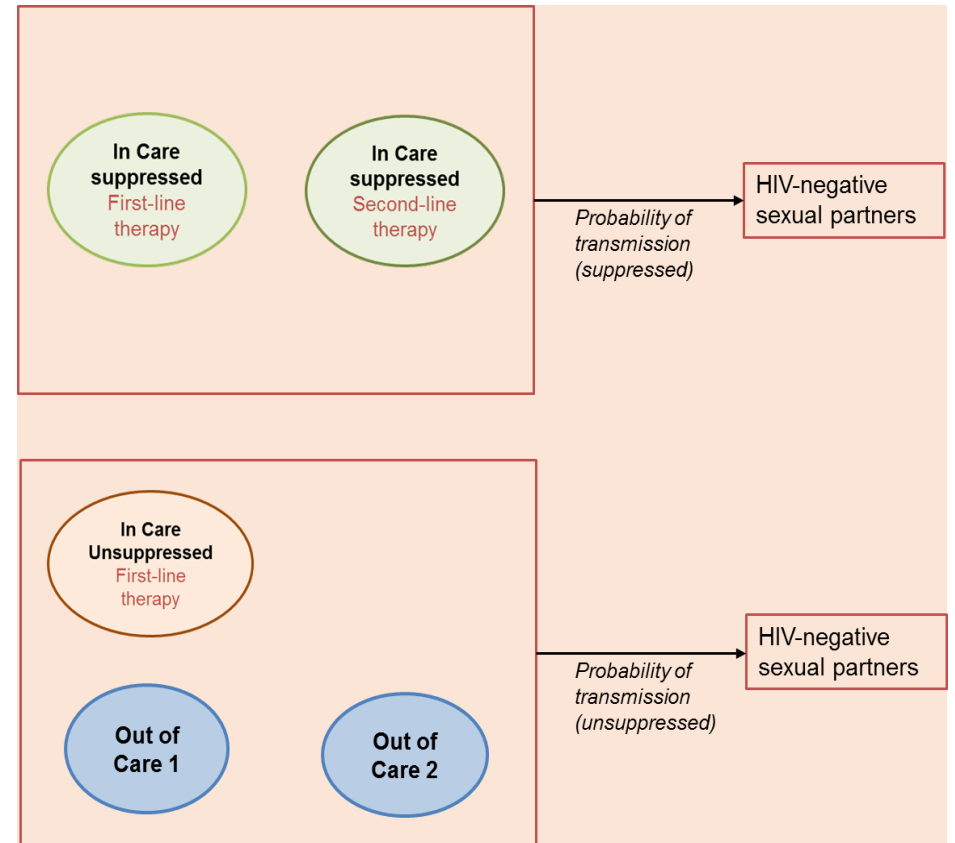 In Care
suppressed
First-line
therapy
In Care
suppressed
Second-line
therapy
Probability of
transmission
(suppressed)
HIV-negative
sexual partners
In Care
Unsuppressed
First-line
therapy
Out of
Care 1
Out of
Care 2
Probability of
transmission
(unsuppressed)
HIV-negative
sexual partners